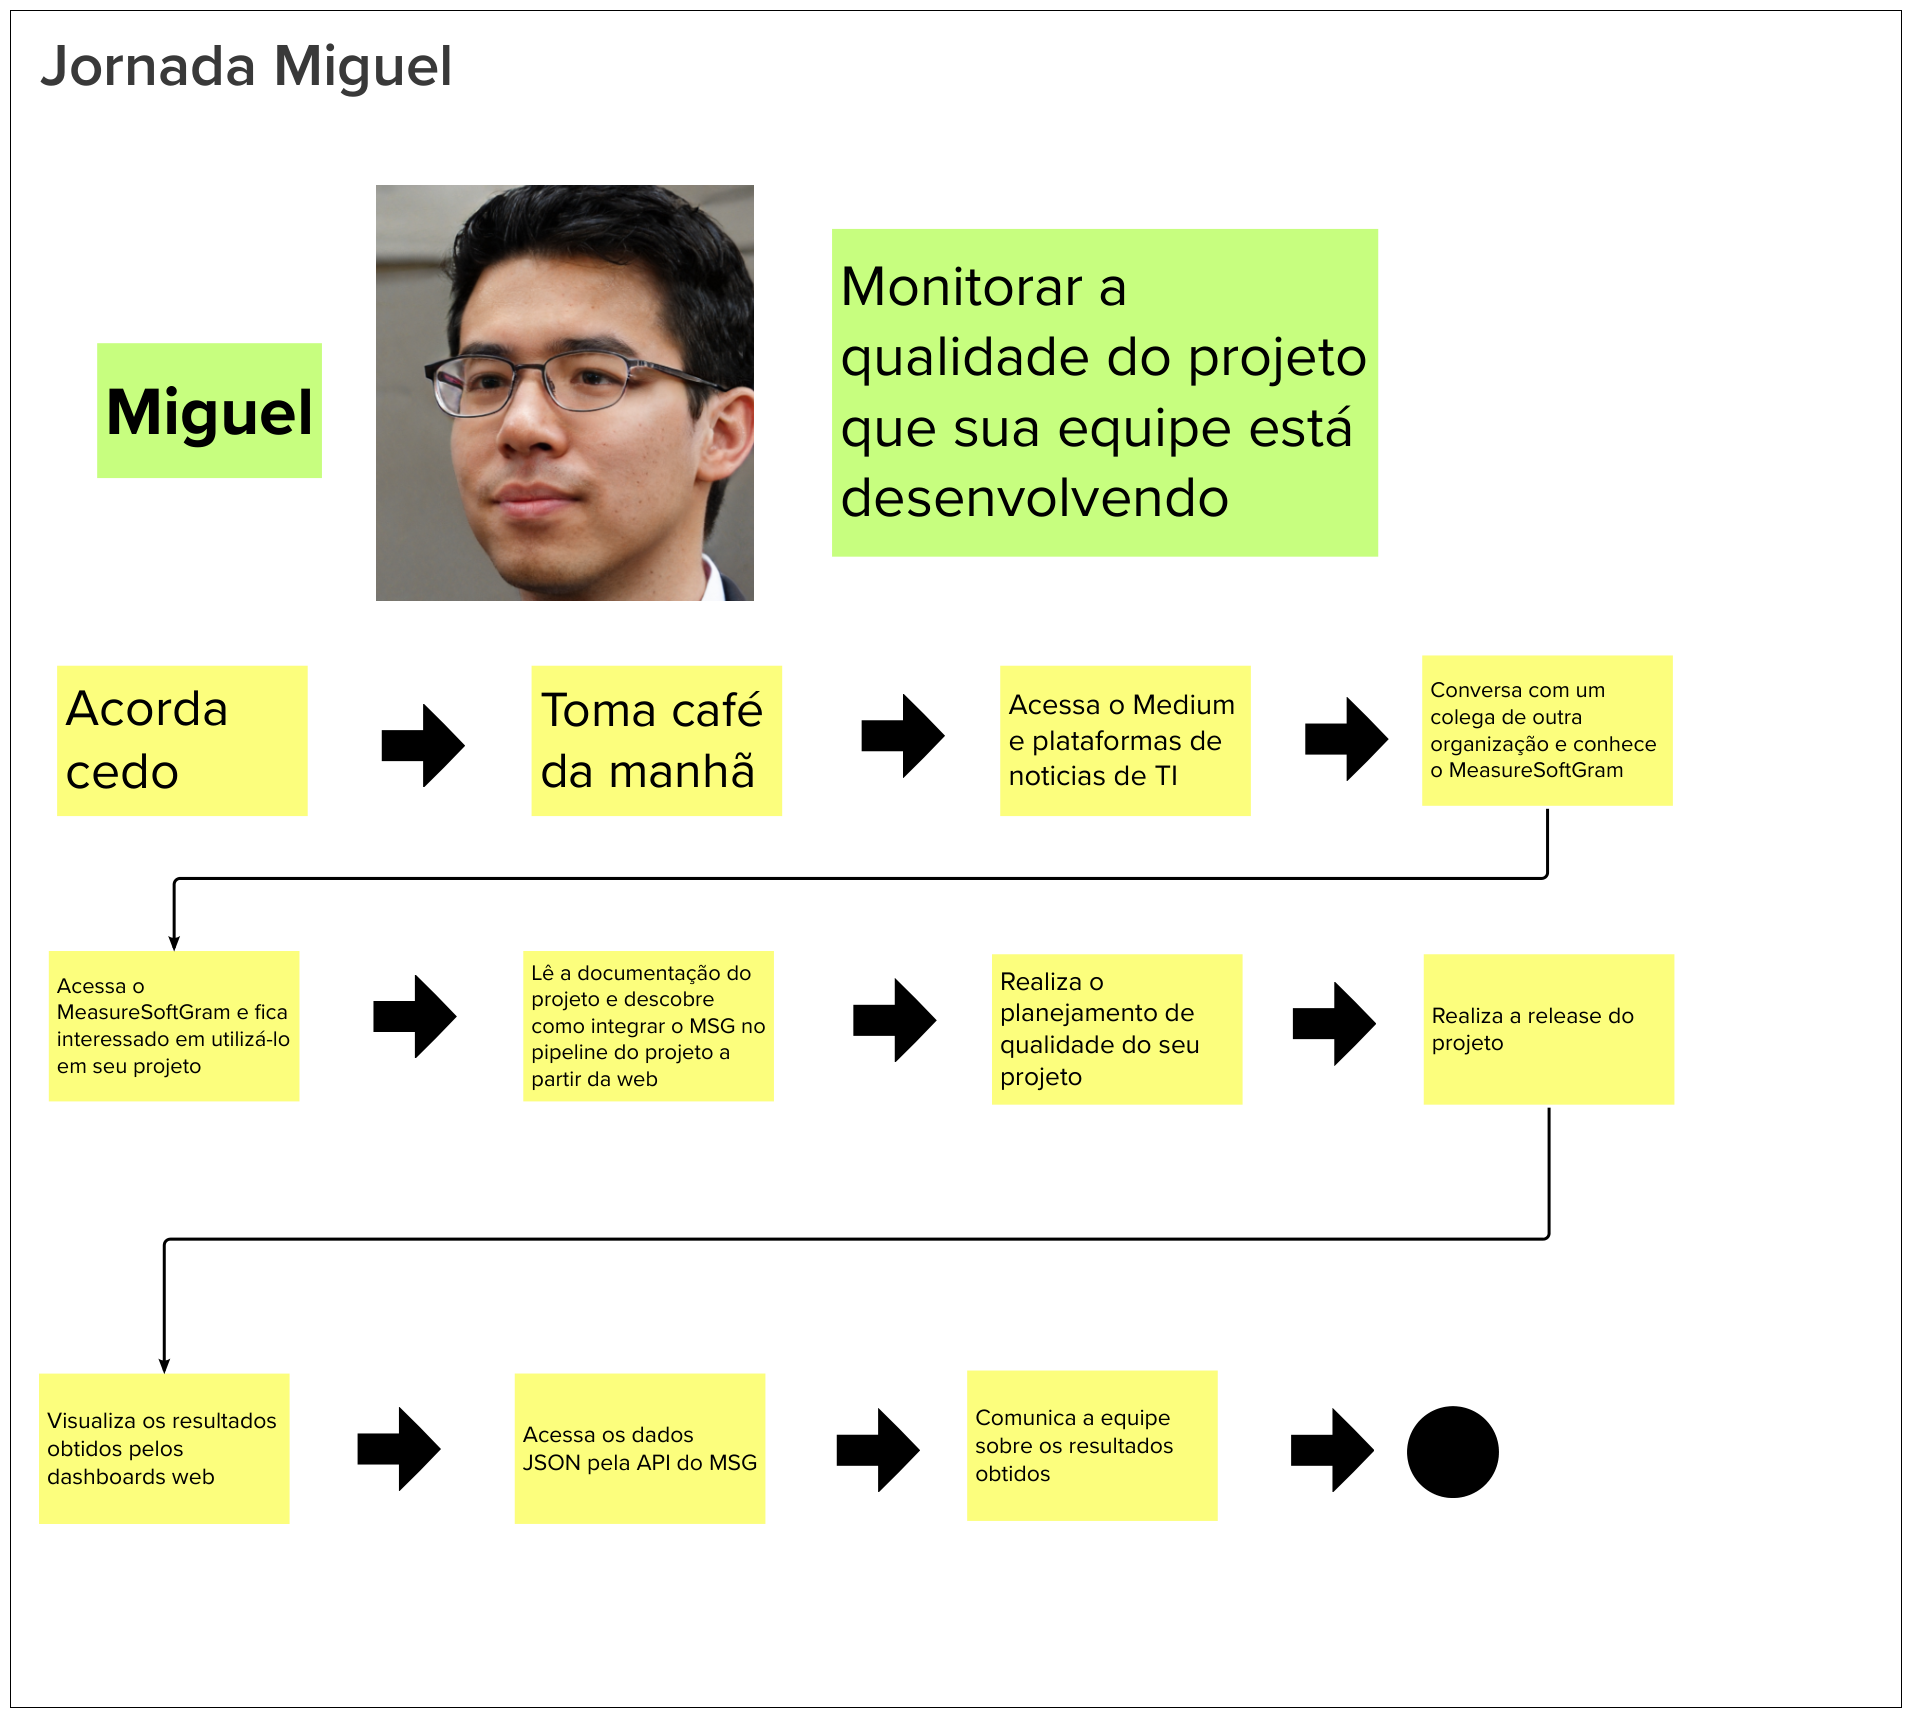 Jornada Miguel
Miguel
Monitorar a
qualidade do projeto
que sua equipe está
desenvolvendo
Acorda
cedo
Toma café
da manhã
Acessa o Medium
e plataformas de
noticias de TI
Conversa com um
colega de outra
organização e conhece
o MeasureSoftGram
Acessa o
MeasureSoftGram e fica
interessado em utilizá-lo
em seu projeto
Lê a documentação do
projeto e descobre
como integrar o MSG no
pipeline do projeto a
partir da web
Realiza o
planejamento de
qualidade do seu
projeto
Realiza a release do
projeto
Visualiza os resultados
obtidos pelos
dashboards web
Acessa os dados
JSON pela API do MSG
Comunica a equipe
sobre os resultados
obtidos